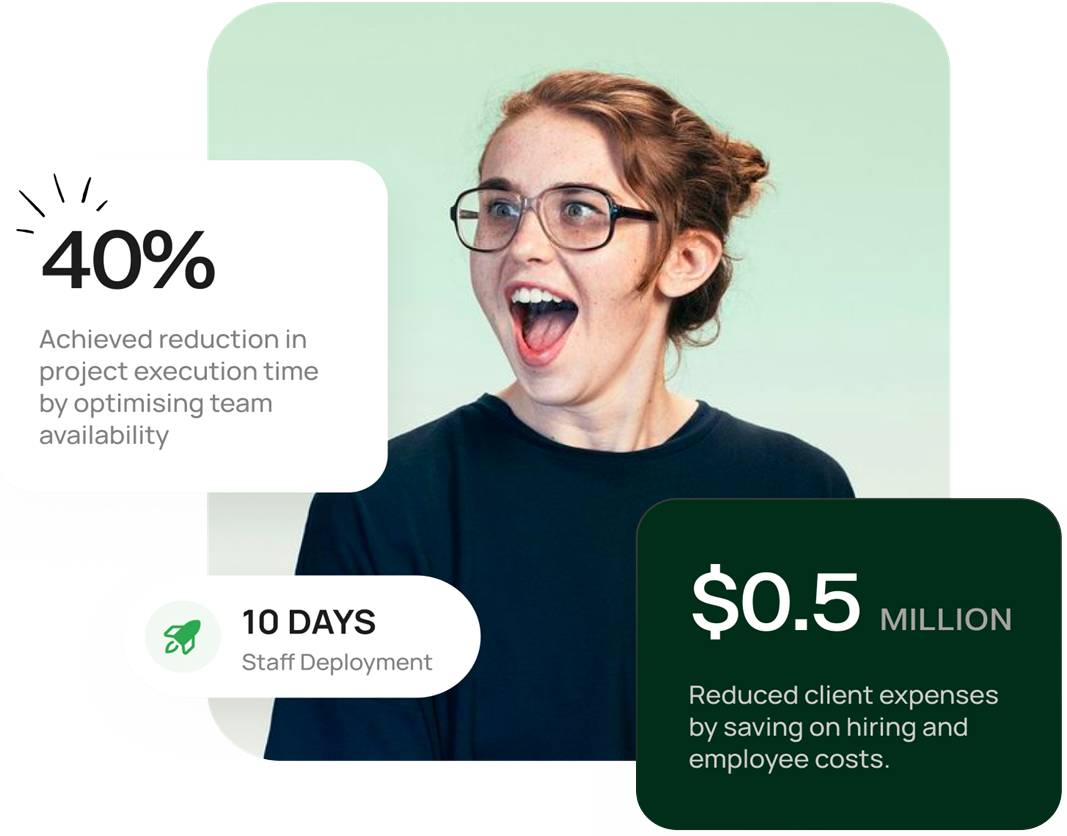 40%
Achieved reduction in
project execution time
by optimising team
availability
10 DAYS
Staff Deployment
$0.5 MILLION
Reduced client expenses
by saving on hiring and
employee costs.